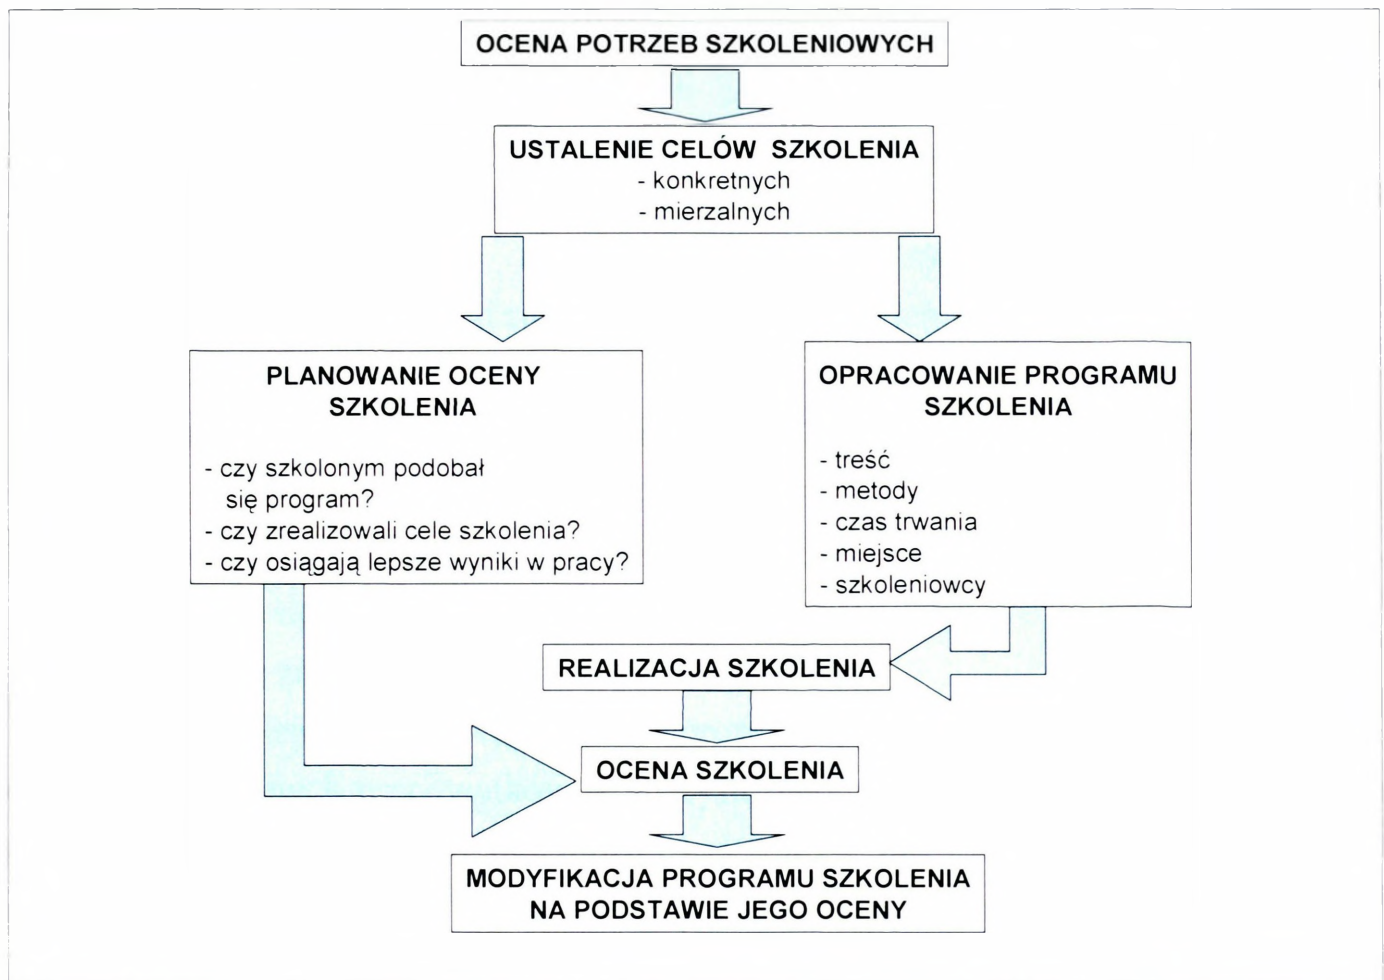 OCENA POTRZEB SZKOLENIOWYCH
USTALENIE CELÓW SZKOLENIA
- konkretnych
- mierzalnych
PLANOWANIE OCENY
SZKOLENIA
- czy szkolonym podobał
się program?
- czy zrealizowali cele szkolenia?
- czy osiągają lepsze wyniki w pracy?
OPRACOWANIE PROGRAMU
SZKOLENIA
- treść
- metody
- czas trwania
- miejsce
- szkoleniowcy
REALIZACJA SZKOLENIA
OCENA SZKOLENIA
MODYFIKACJA PROGRAMU SZKOLENIA
NA PODSTAWIE JEGO OCENY